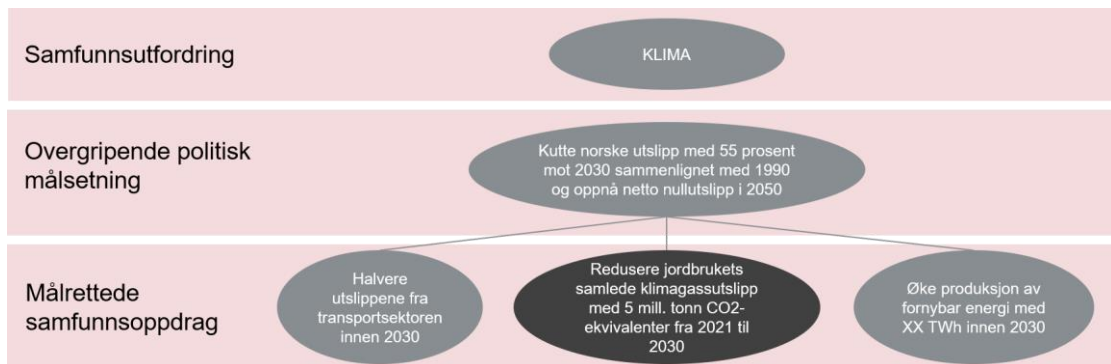 Samfunnsutfordring
KLIMA
Overgripende politisk
målsetning
Kutte norske utslipp med 55 prosent
mot 2030 sammenlignet med 1990
og oppnå netto nullutslipp i 2050
Målrettede
samfunnsoppdrag
Halvere
utslippene fra
transportsektoren
innen 2030
Redusere jordbrukets
samlede klimagassutslipp
med 5 mill. tonn CO2-
ekvivalenter fra 2021 til
2030
Øke produksjon av
fornybar energi med
XX TWh innen 2030